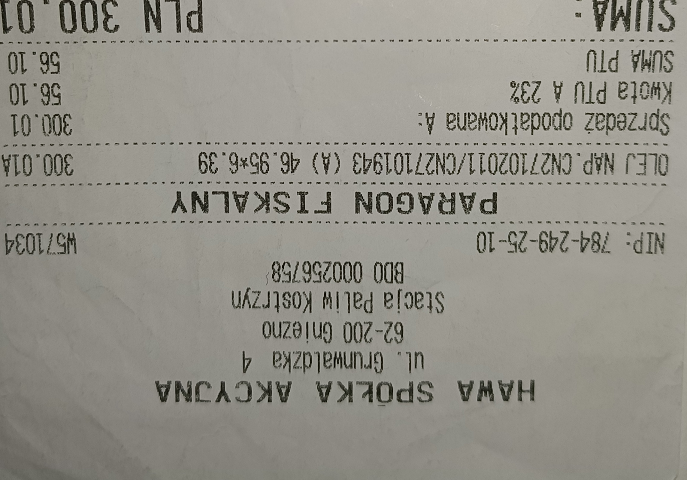 HAWA SPÓŁKA AKCYJNA
ul. Grunwaldzka 4
62-200 Gniezno
Stacja Paliw Kostrzyn
BDO 000256758
NIP: 784-249-25-10 W571034
PARAGON FISKALNY
OLEJ NAP.CN27102011/CN27101943 (A) 46.95*6.39 300.01A
Sprzedaż opodatkowana A: 300.01
Kwota PTU A 23% 56.10
SUMA PTU 56.10
SUMA: PLN 300.01